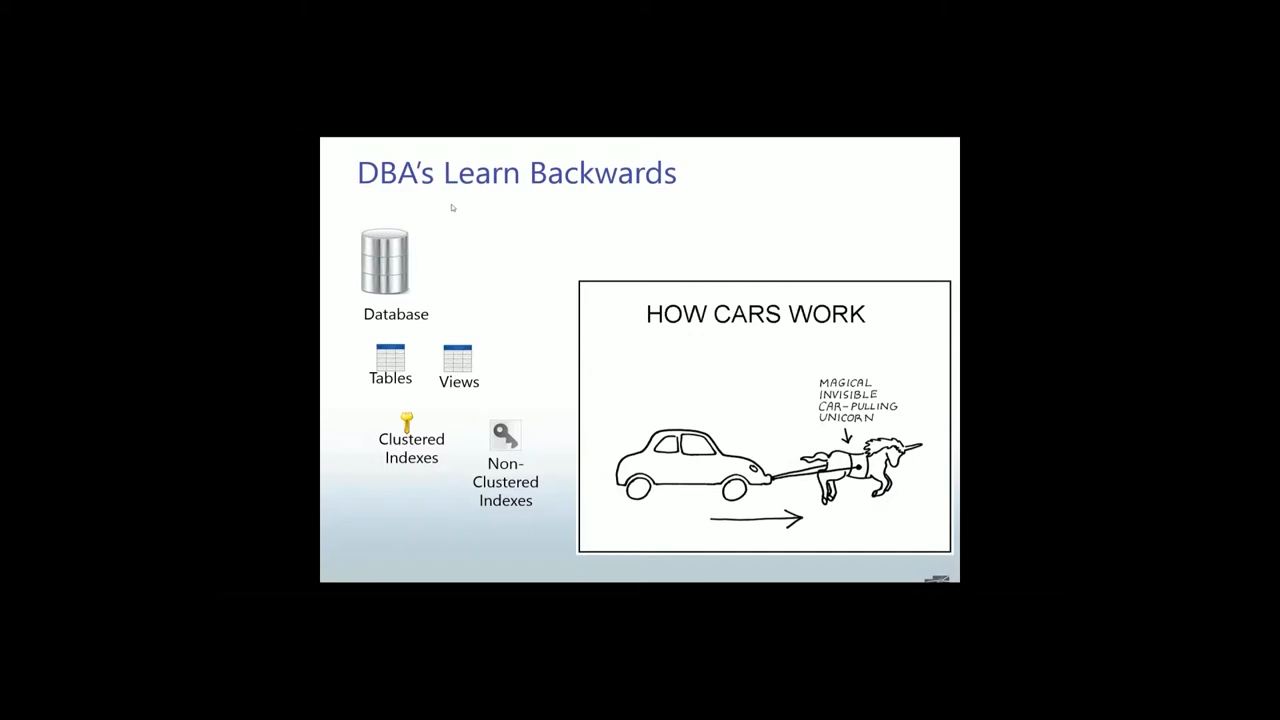 DBA's Learn Backwards
Database
Tables
Views
Clustered
Indexes
Non-
Clustered
Indexes
HOW CARS WORK
MAGICAL
INVISIBLE
CAR-PULLING
UNICORN